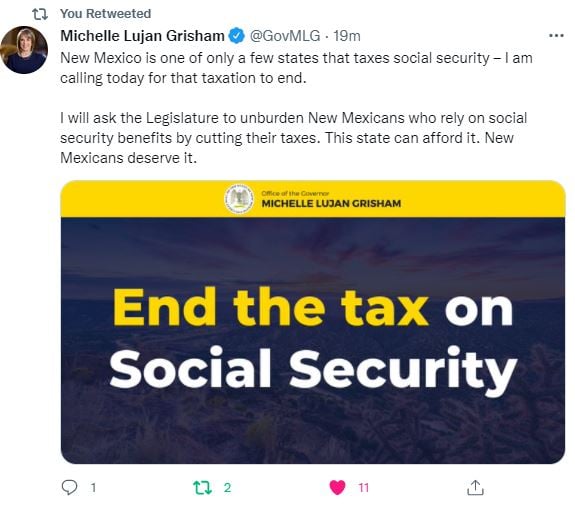 You Retweeted
Michelle Lujan Grisham @GovMLG · 19m
New Mexico is one of only a few states that taxes social security – I am
calling today for that taxation to end.
I will ask the Legislature to unburden New Mexicans who rely on social
security benefits by cutting their taxes. This state can afford it. New
Mexicans deserve it.
Office of the Governor
MICHELLE LUJAN GRISHAM
End the tax on
Social Security
1 2 11